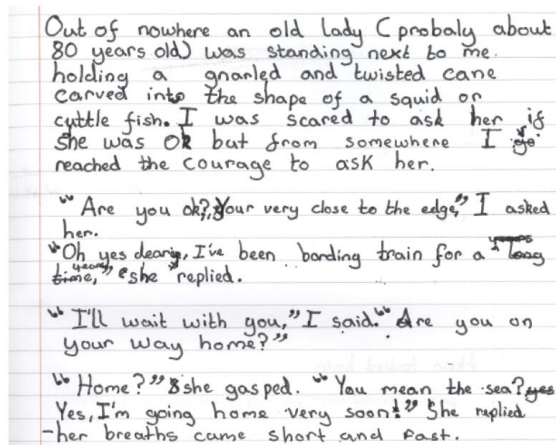 Out of nowhere an old lady (probaly about
80 years old) was standing next to me.
holding a gnarled and twisted cane
carved into the shape of a squid or
cyttle fish. I was scared to ask her if
she was Ok but from somewhere I
reached the courage to ask her.
"Are you ok?, Your very close to the edge," I asked
her.
"Oh yes deary, I've been bording train for a
years," she replied.
"I'll wait with you," I said. "Are you on
your way home?"
"Home?" she gasped. "You mean the sea?
Yes, I'm going home very soon!" She replied
-her breaths came short and fast.